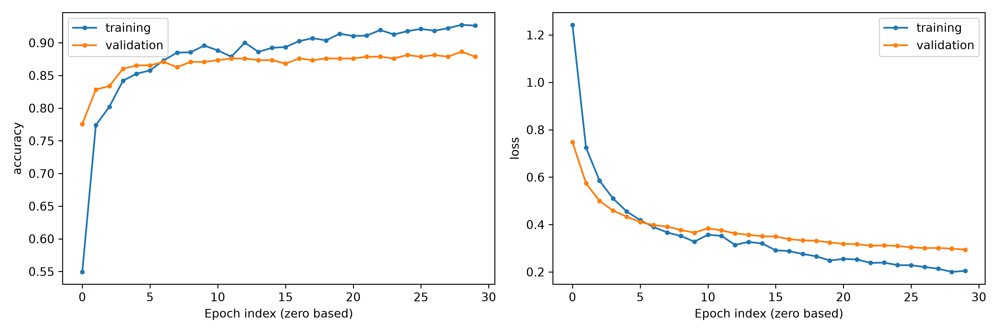 training
validation
0.90
0.85
0.80
0.75
0.70
0.65
0.60
0.55
accuracy
0 5 10 15 20 25 30
Epoch index (zero based)
training
validation
1.2
1.0
0.8
0.6
0.4
0.2
loss
0 5 10 15 20 25 30
Epoch index (zero based)